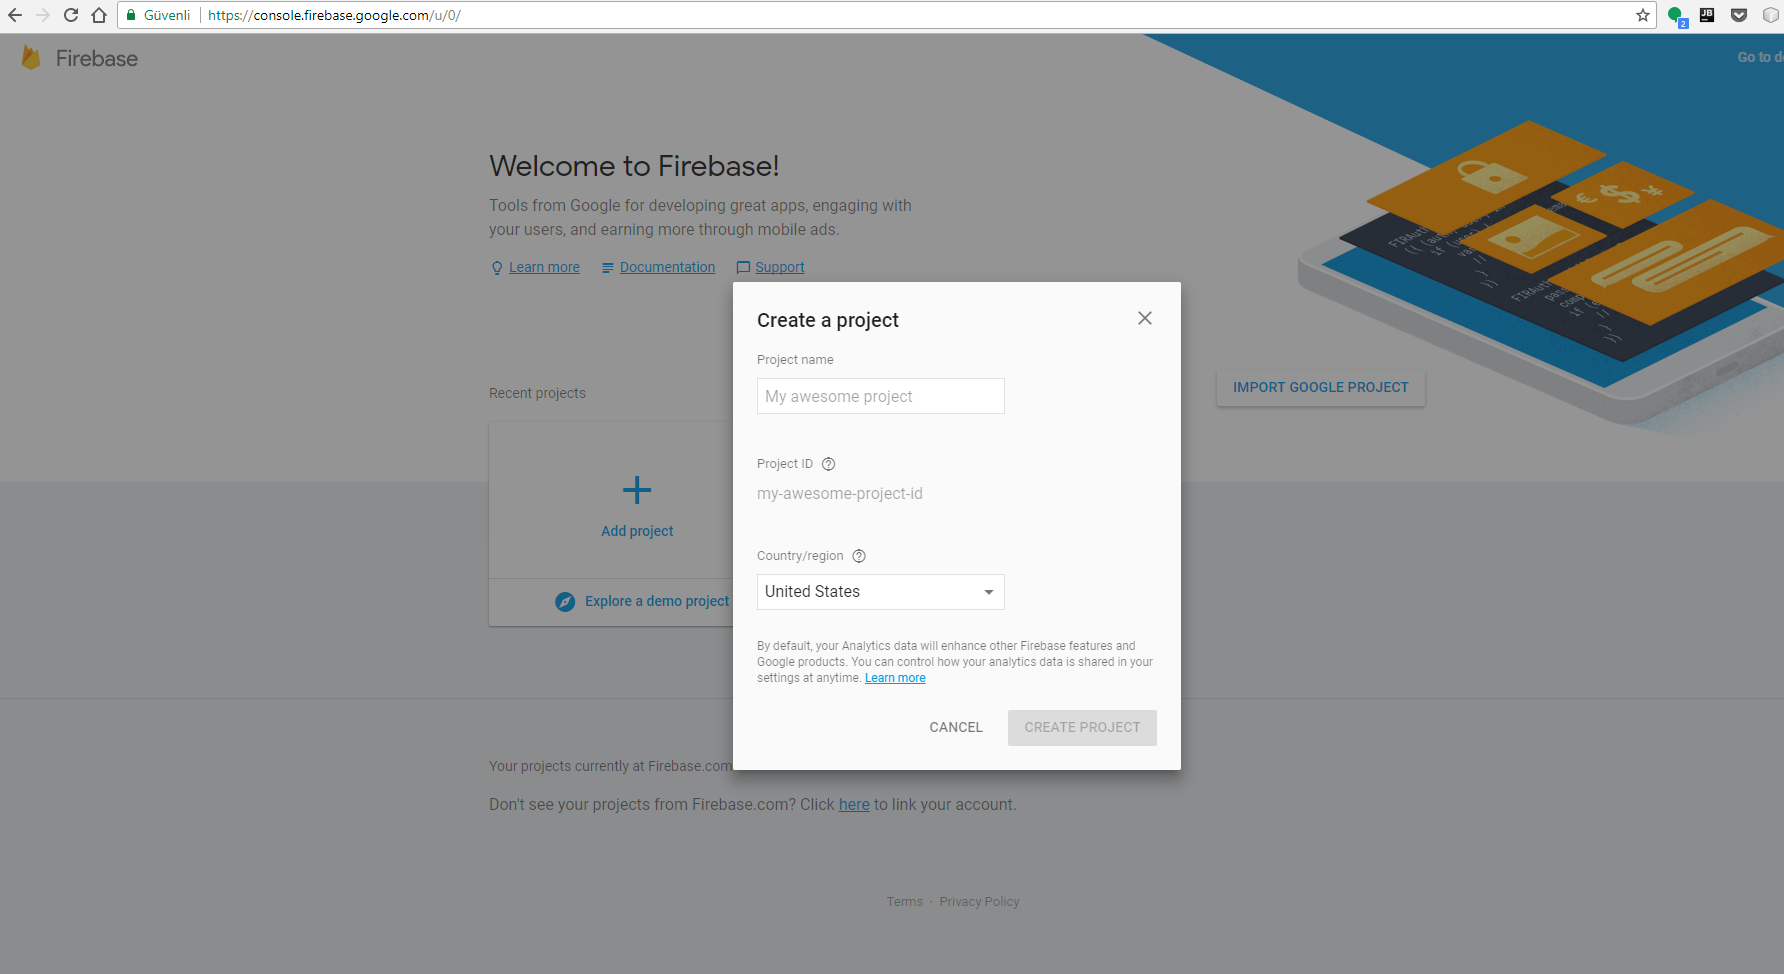 Güvenli
https://console.firebase.google.com/u/0/
2
JB
Firebase
Go to d
Welcome to Firebase!
Tools from Google for developing great apps, engaging with
your users, and earning more through mobile ads.
Learn more
Documentation
Support
Create a project
Project name
My awesome project
IMPORT GOOGLE PROJECT
Recent projects
Project ID
my-awesome-project-id
Add project
Country/region
United States
Explore a demo project
By default, your Analytics data will enhance other Firebase features and
Google products. You can control how your analytics data is shared in your
settings at anytime. Learn more
CANCEL
CREATE PROJECT
Your projects currently at Firebase.com
Don't see your projects from Firebase.com? Click here to link your account.
Terms · Privacy Policy